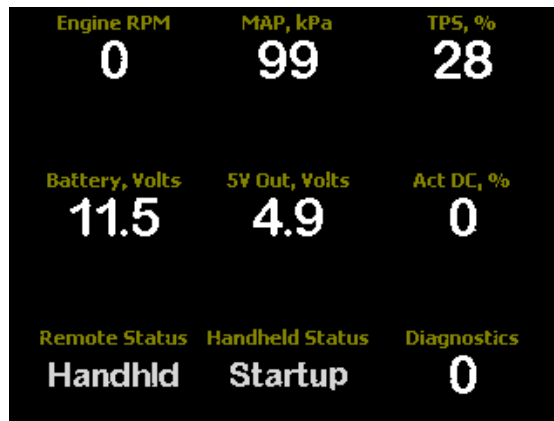 Engine RPM MAP, kPa TPS, %
0 99 28
Battery, Volts 5V Out, Volts Act DC, %
11.5 4.9 0
Remote Status Handheld Status Diagnostics
Handhld Startup 0